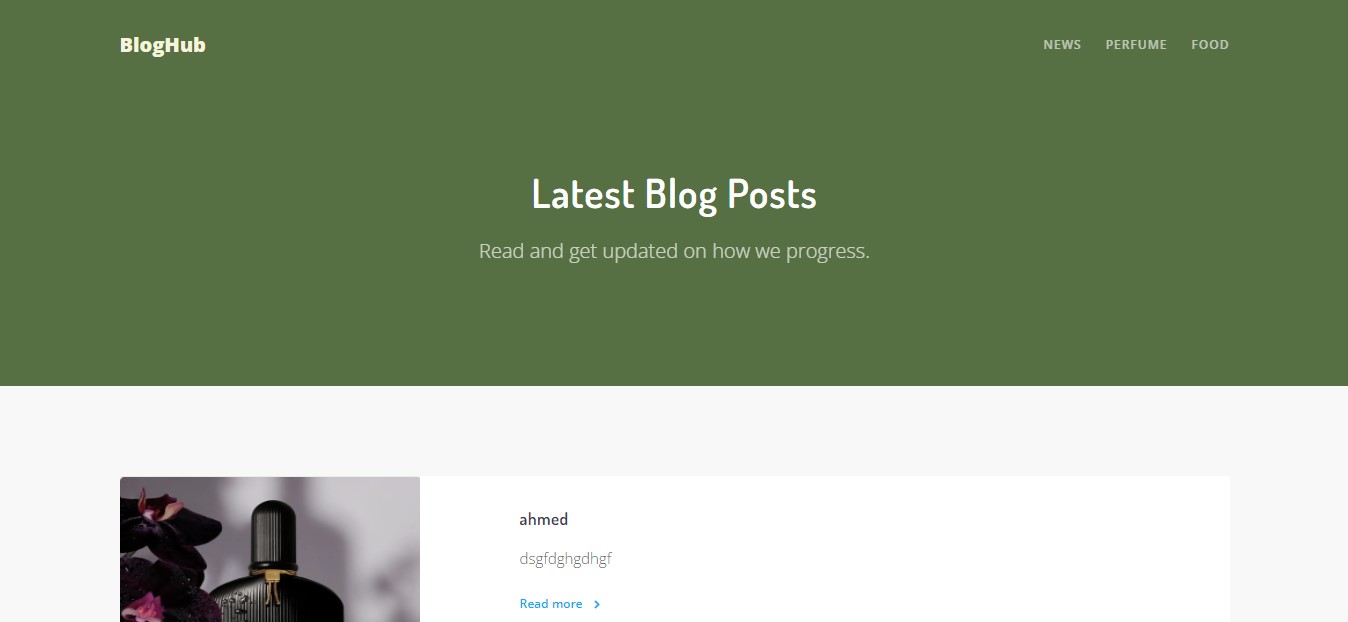 BlogHub
NEWS PERFUME FOOD
Latest Blog Posts
Read and get updated on how we progress.
ahmed
dsgfdghgdhgf
Read more